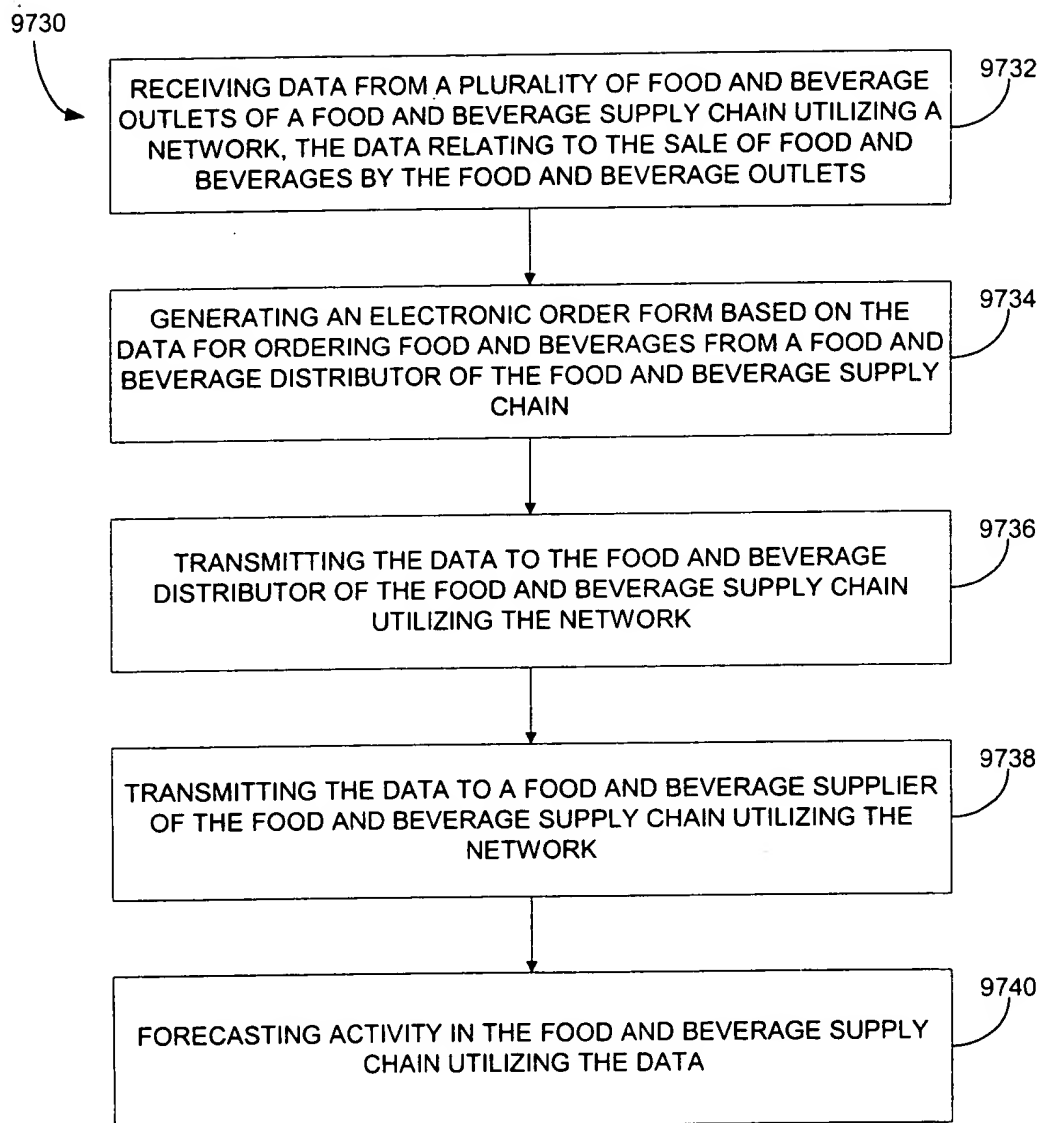 9730
9732
RECEIVING DATA FROM A PLURALITY OF FOOD AND BEVERAGE
OUTLETS OF A FOOD AND BEVERAGE SUPPLY CHAIN UTILIZING A
NETWORK, THE DATA RELATING TO THE SALE OF FOOD AND
BEVERAGES BY THE FOOD AND BEVERAGE OUTLETS
9734
GENERATING AN ELECTRONIC ORDER FORM BASED ON THE
DATA FOR ORDERING FOOD AND BEVERAGES FROM A FOOD AND
BEVERAGE DISTRIBUTOR OF THE FOOD AND BEVERAGE SUPPLY
CHAIN
9736
TRANSMITTING THE DATA TO THE FOOD AND BEVERAGE
DISTRIBUTOR OF THE FOOD AND BEVERAGE SUPPLY CHAIN
UTILIZING THE NETWORK
9738
TRANSMITTING THE DATA TO A FOOD AND BEVERAGE SUPPLIER
OF THE FOOD AND BEVERAGE SUPPLY CHAIN UTILIZING THE
NETWORK
9740
FORECASTING ACTIVITY IN THE FOOD AND BEVERAGE SUPPLY
CHAIN UTILIZING THE DATA